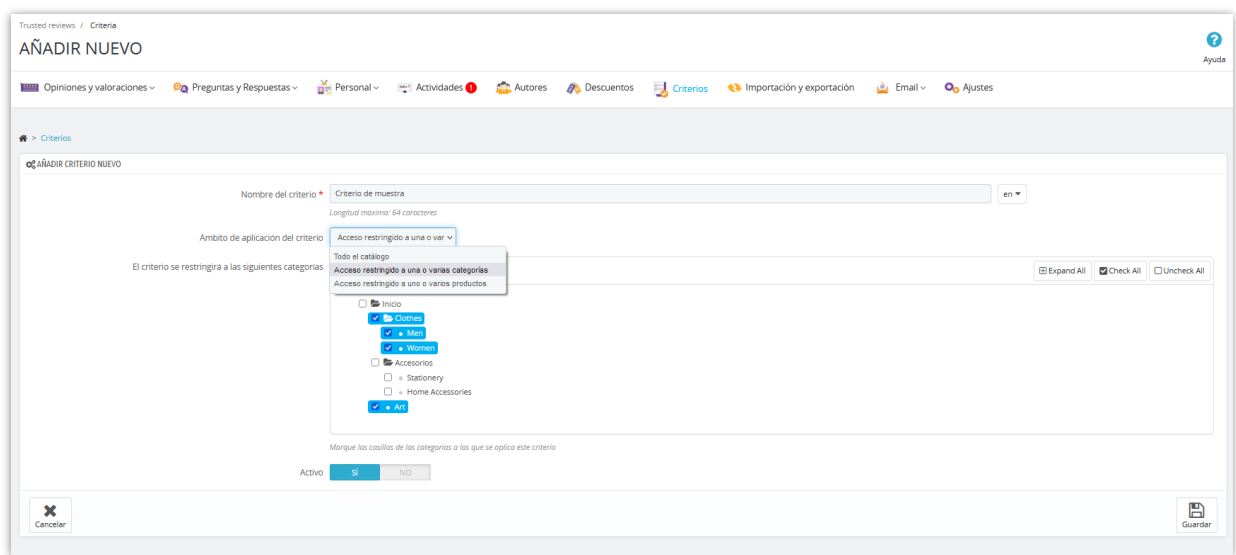 Trusted reviews / Criteria
AÑADIR NUEVO
Ayuda
Opiniones y valoraciones Preguntas y Respuestas Personal Actividades 1 Autores Descuentos Criterios Importación y exportación Email Ajustes
> Criterios
AÑADIR CRITERIO NUEVO
Nombre del criterio * Criterio de muestra en
Longitud máxima: 64 caracteres
Ámbito de aplicación del criterio Acceso restringido a una o var
Todo el catálogo
El criterio se restringirá a las siguientes categorías Acceso restringido a una o varias categorías Expand All Check All Uncheck All
Acceso restringido a uno o varios productos
Inicio
Clothes
Men
Women
Accesorios
Stationery
Home Accessories
Art
Marque las casillas de las categorías a las que se aplica este criterio
Activo SÍ NO
Cancelar Guardar